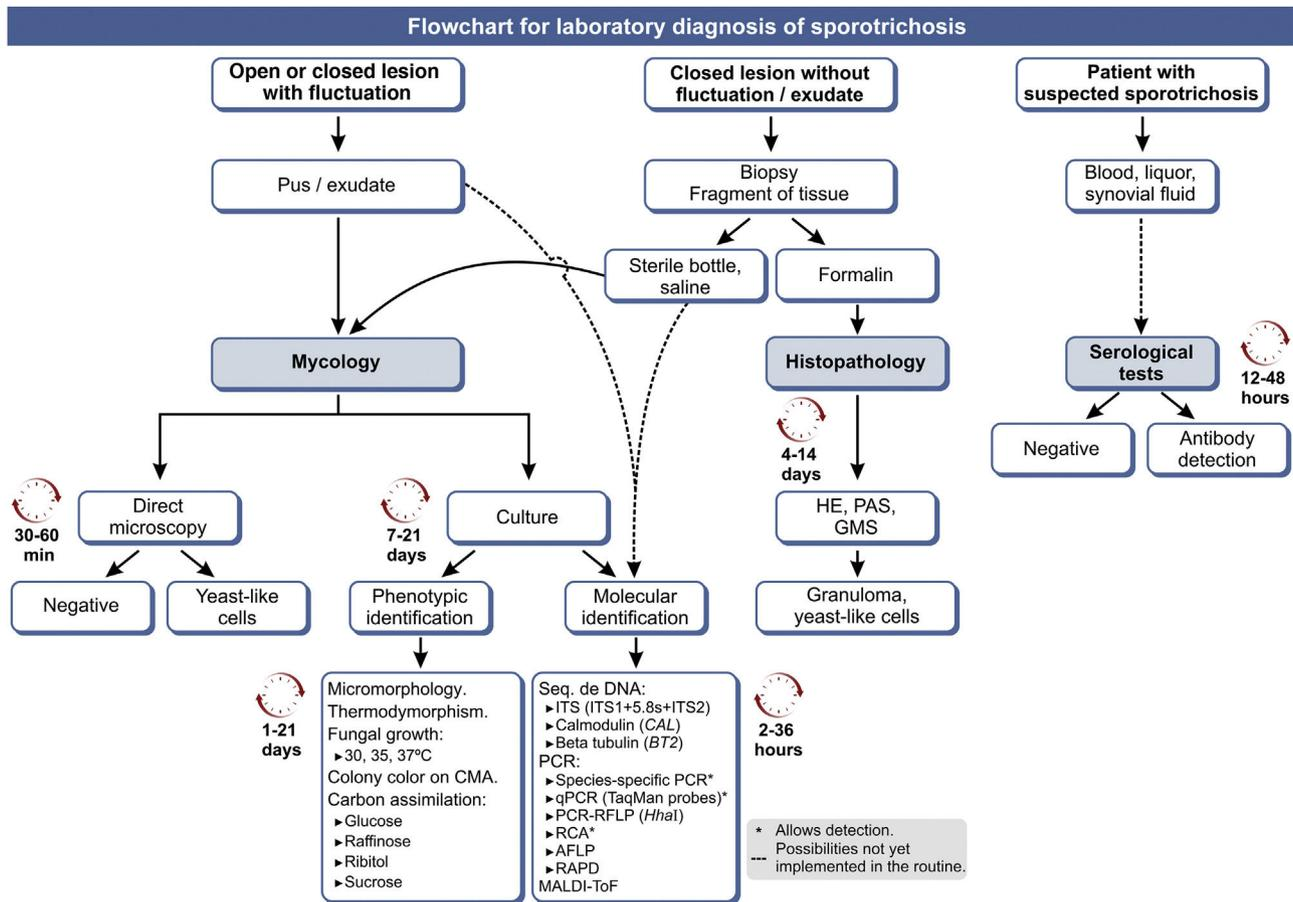 Flowchart for laboratory diagnosis of sporotrichosis
Open or closed lesion
with fluctuation
Closed lesion without
fluctuation / exudate
Patient with
suspected sporotrichosis
Pus / exudate
Biopsy
Fragment of tissue
Blood, liquor,
synovial fluid
Sterile bottle,
saline
Formalin
Mycology
Histopathology
Serological
tests
12-48
hours
4-14
days
Negative
Antibody
detection
30-60
min
Direct
microscopy
7-21
days
Culture
HE, PAS,
GMS
Negative
Yeast-like
cells
Phenotypic
identification
Molecular
identification
Granuloma,
yeast-like cells
1-21
days
Micromorphology.
Thermodymorphism.
Fungal growth:
►30, 35, 37ºC
Colony color on CMA.
Carbon assimilation:
►Glucose
►Raffinose
►Ribitol
►Sucrose
Seq. de DNA:
►ITS (ITS1+5.8s+ITS2)
►Calmodulin (CAL)
►Beta tubulin (BT2)
PCR:
►Species-specific PCR*
►qPCR (TaqMan probes)*
►PCR-RFLP (HhaI)
►RCA*
►AFLP
►RAPD
MALDI-ToF
2-36
hours
* Allows detection.
--- Possibilities not yet
implemented in the routine.